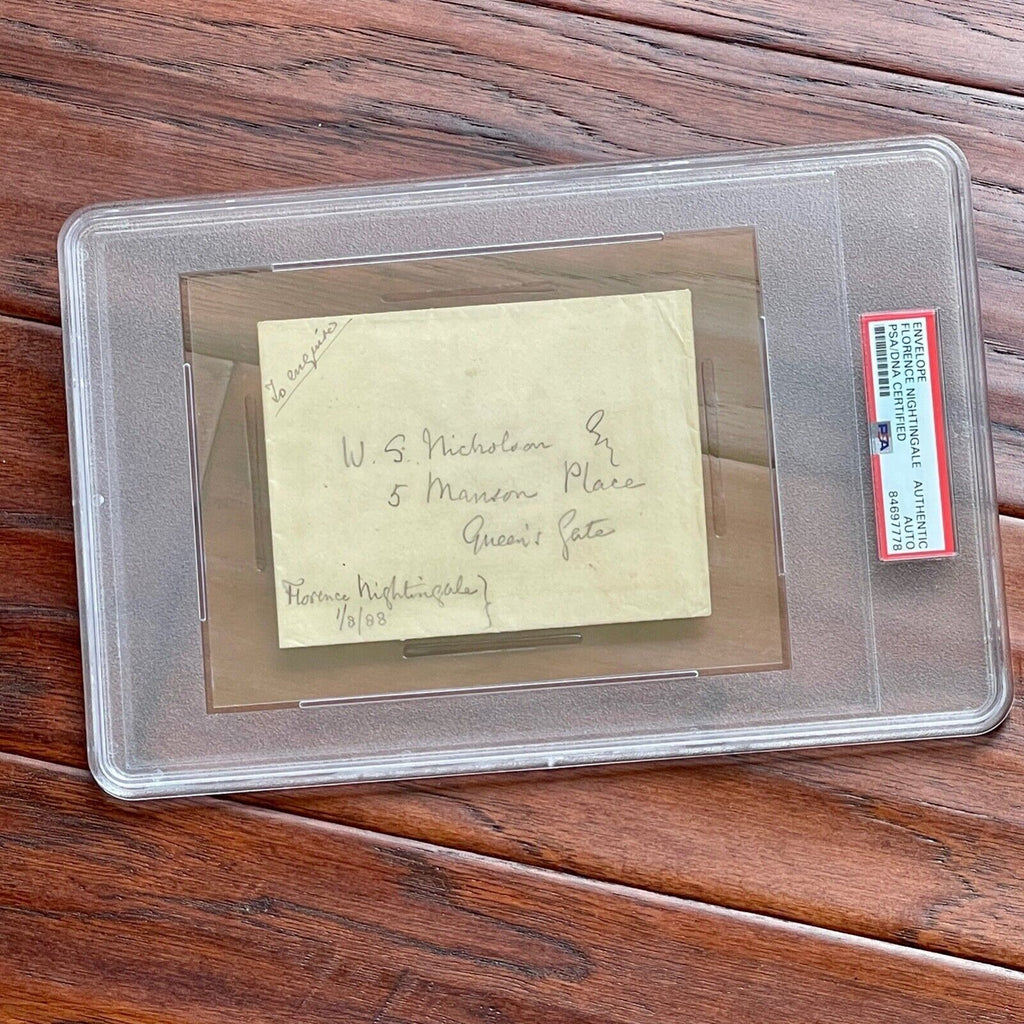 To enquire
W. G. Nicholson Esq
5 Manson Place
Queen's Gate
Florence Nightingale
1/8/88
ENVELOPE
FLORENCE NIGHTINGALE AUTHENTIC
PSA/DNA CERTIFIED AUTO
84697778
PSA